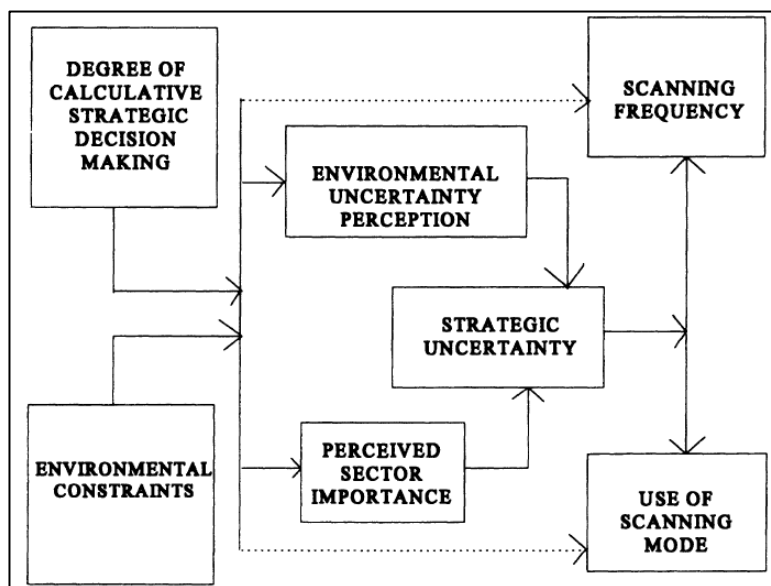 DEGREE OF
CALCULATIVE
STRATEGIC
DECISION
MAKING
SCANNING
FREQUENCY
ENVIRONMENTAL
UNCERTAINTY
PERCEPTION
STRATEGIC
UNCERTAINTY
ENVIRONMENTAL
CONSTRAINTS
PERCEIVED
SECTOR
IMPORTANCE
USE OF
SCANNING
MODE